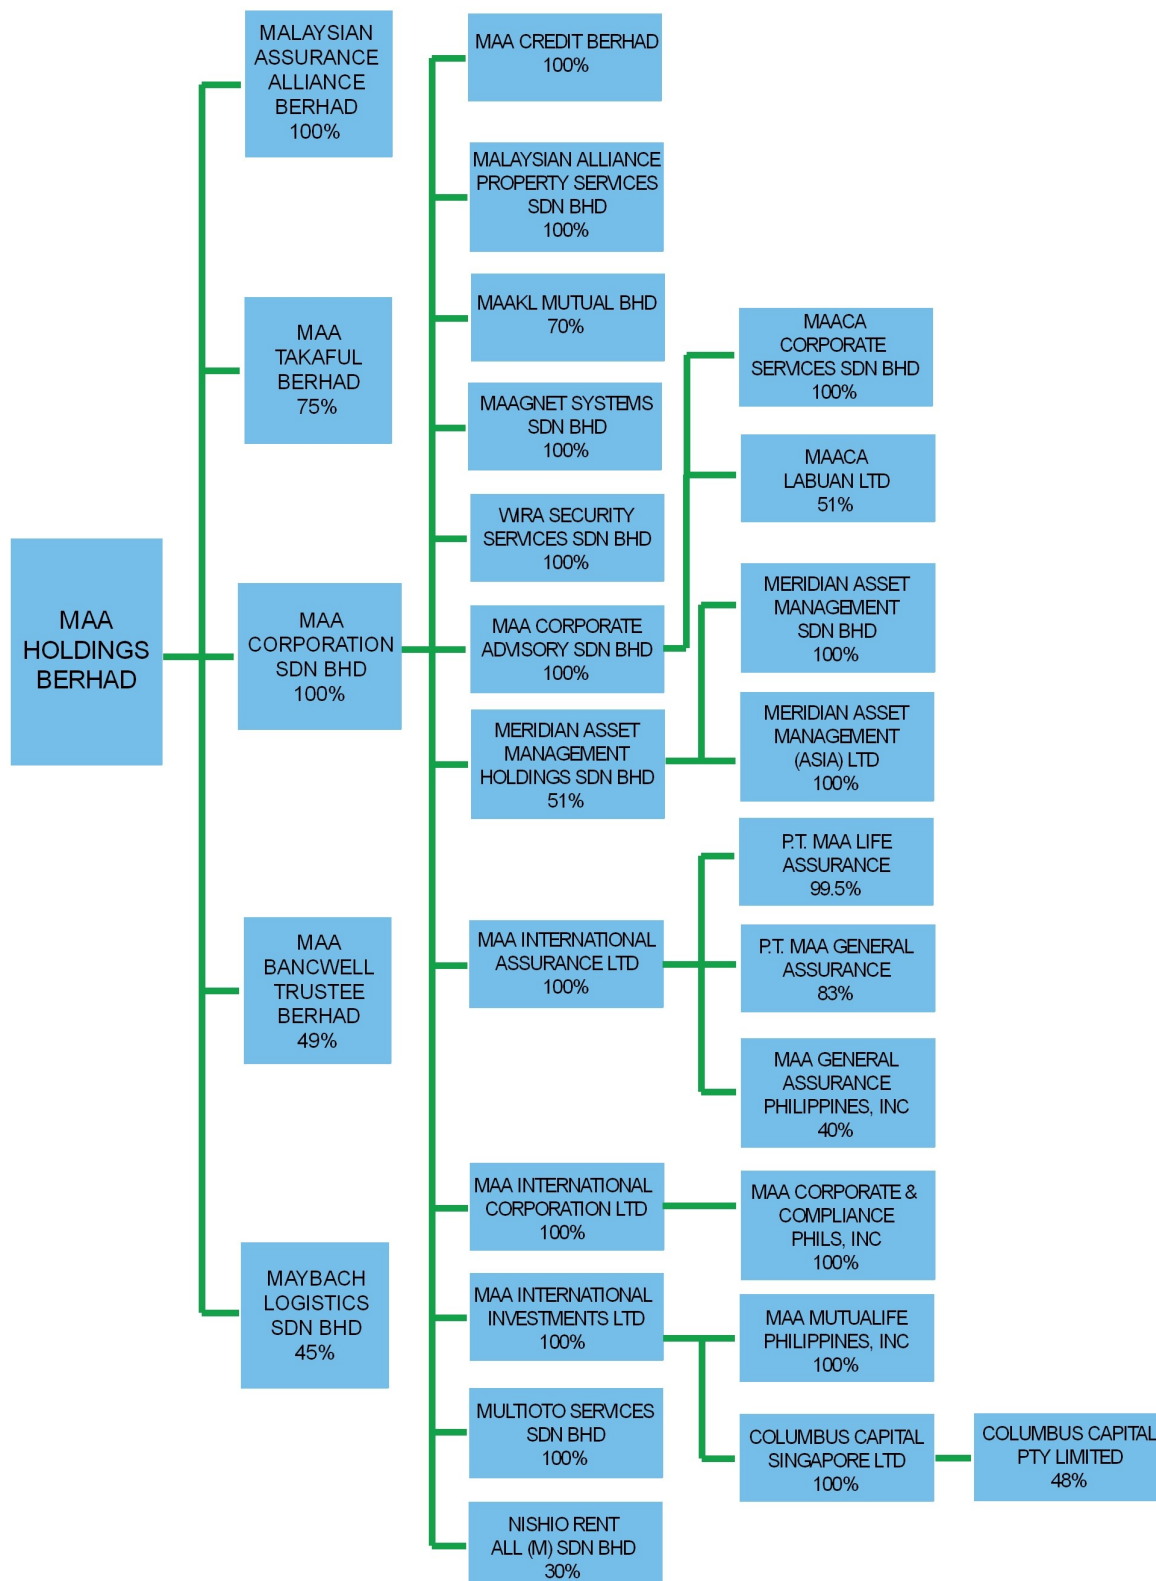 MAA
HOLDINGS
BERHAD
MALAYSIAN
ASSURANCE
ALLIANCE
BERHAD
100%
MAA
TAKAFUL
BERHAD
75%
MAA
CORPORATION
SDN BHD
100%
MAA
BANCWELL
TRUSTEE
BERHAD
49%
MAYBACH
LOGISTICS
SDN BHD
45%
MAA CREDIT BERHAD
100%
MALAYSIAN ALLIANCE
PROPERTY SERVICES
SDN BHD
100%
MAAKL MUTUAL BHD
70%
MAAGNET SYSTEMS
SDN BHD
100%
WIRA SECURITY
SERVICES SDN BHD
100%
MAA CORPORATE
ADVISORY SDN BHD
100%
MERIDIAN ASSET
MANAGEMENT
HOLDINGS SDN BHD
51%
MAA INTERNATIONAL
ASSURANCE LTD
100%
MAA INTERNATIONAL
CORPORATION LTD
100%
MAA INTERNATIONAL
INVESTMENTS LTD
100%
MULTIOTO SERVICES
SDN BHD
100%
NISHIO RENT
ALL (M) SDN BHD
30%
MAACA
CORPORATE
SERVICES SDN BHD
100%
MAACA
LABUAN LTD
51%
MERIDIAN ASSET
MANAGEMENT
SDN BHD
100%
MERIDIAN ASSET
MANAGEMENT
(ASIA) LTD
100%
P.T. MAA LIFE
ASSURANCE
99.5%
P.T. MAA GENERAL
ASSURANCE
83%
MAA GENERAL
ASSURANCE
PHILIPPINES, INC
40%
MAA CORPORATE &
COMPLIANCE
PHILS, INC
100%
MAA MUTUALIFE
PHILIPPINES, INC
100%
COLUMBUS CAPITAL
SINGAPORE LTD
100%
COLUMBUS CAPITAL
PTY LIMITED
48%